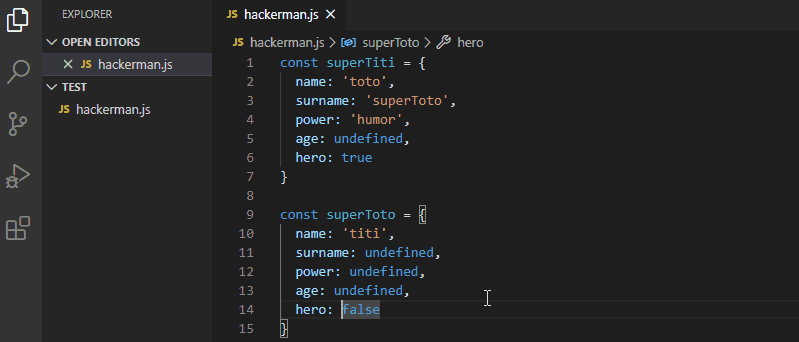 EXPLORER
OPEN EDITORS
JS hackerman.js
TEST
JS hackerman.js
JS hackerman.js
JS hackerman.js > superToto > hero
1 const superTiti = {
2 name: 'toto',
3 surname: 'superToto',
4 power: 'humor',
5 age: undefined,
6 hero: true
7 }
8
9 const superToto = {
10 name: 'titi',
11 surname: undefined,
12 power: undefined,
13 age: undefined,
14 hero: false
15 }